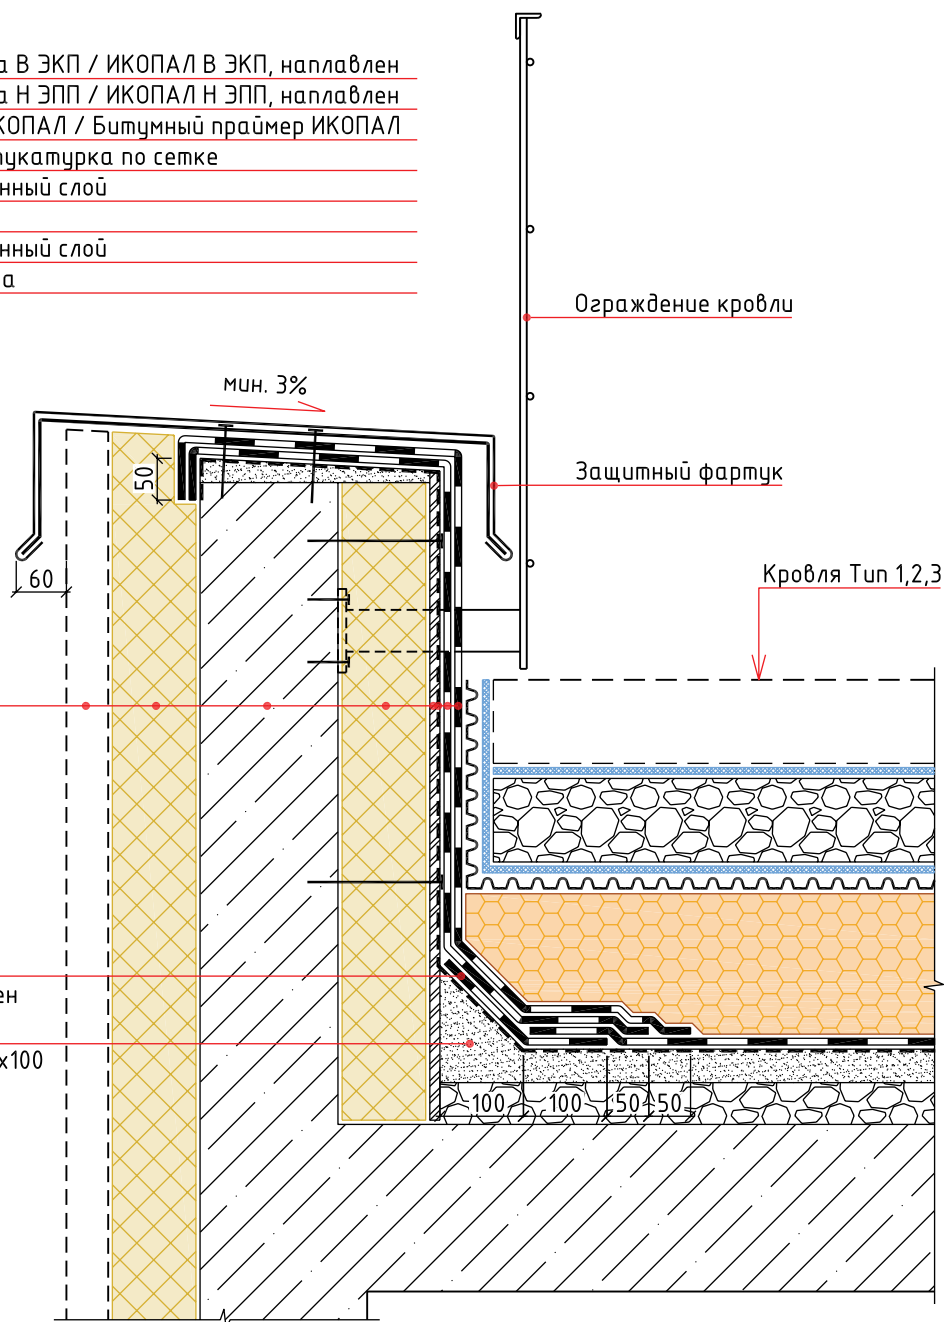 В ЭКП / ИКОПАЛ В ЭКП, наплавлен
Н ЭПП / ИКОПАЛ Н ЭПП, наплавлен
КОПАЛ / Битумный праймер ИКОПАЛ
тукатурка по сетке
нный слой
нный слой
а
Ограждение кровли
мин. 3%
50
Защитный фартук
60
Кровля Тип 1,2,3
ен
х100
100
100
50
50